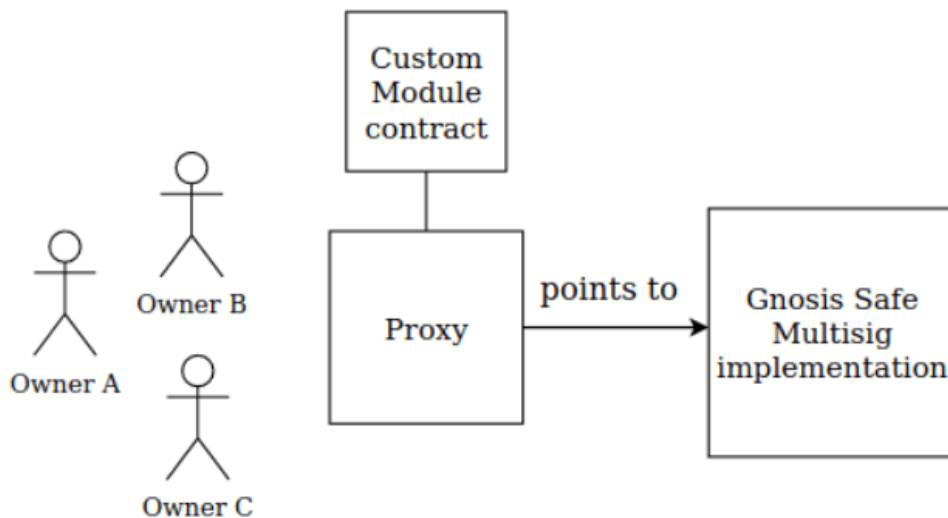 Custom
Module
contract
Owner B
Owner A
Owner C
Proxy
points to
Gnosis Safe
Multisig
implementation